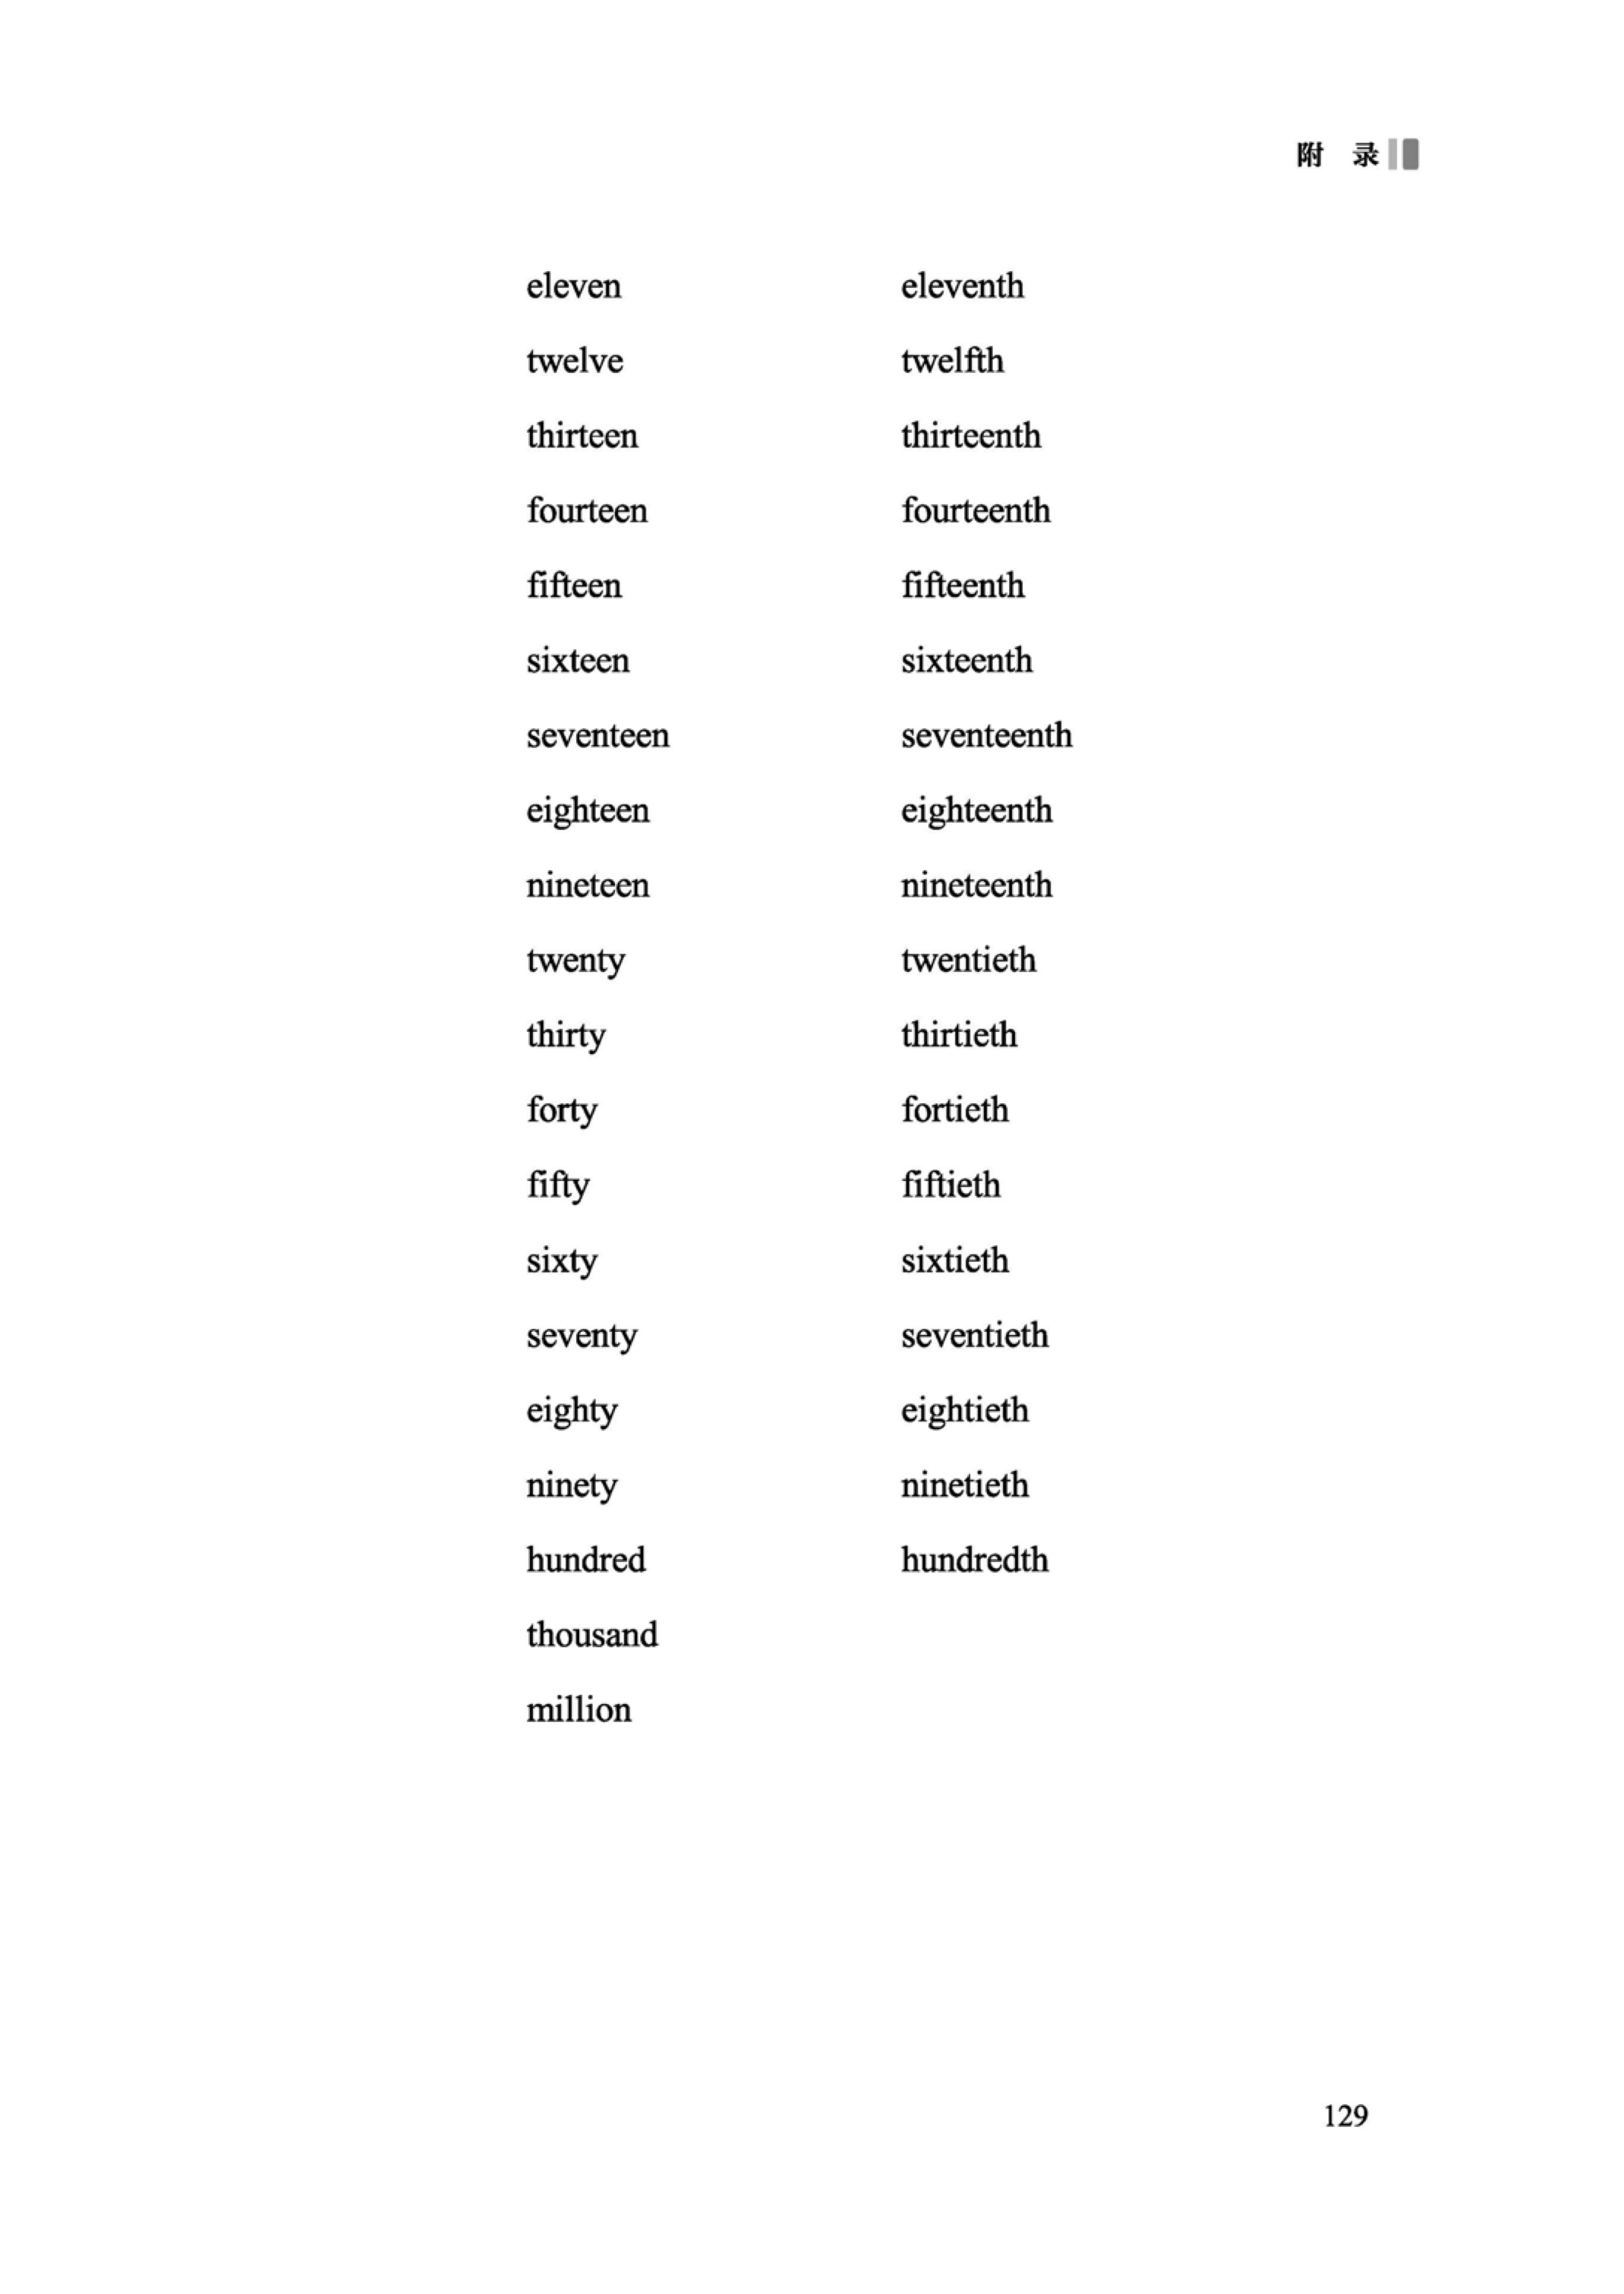 附 录
eleven eleventh
twelve twelfth
thirteen thirteenth
fourteen fourteenth
fifteen fifteenth
sixteen sixteenth
seventeen seventeenth
eighteen eighteenth
nineteen nineteenth
twenty twentieth
thirty thirtieth
forty fortieth
fifty fiftieth
sixty sixtieth
seventy seventieth
eighty eightieth
ninety ninetieth
hundred hundredth
thousand
million
129